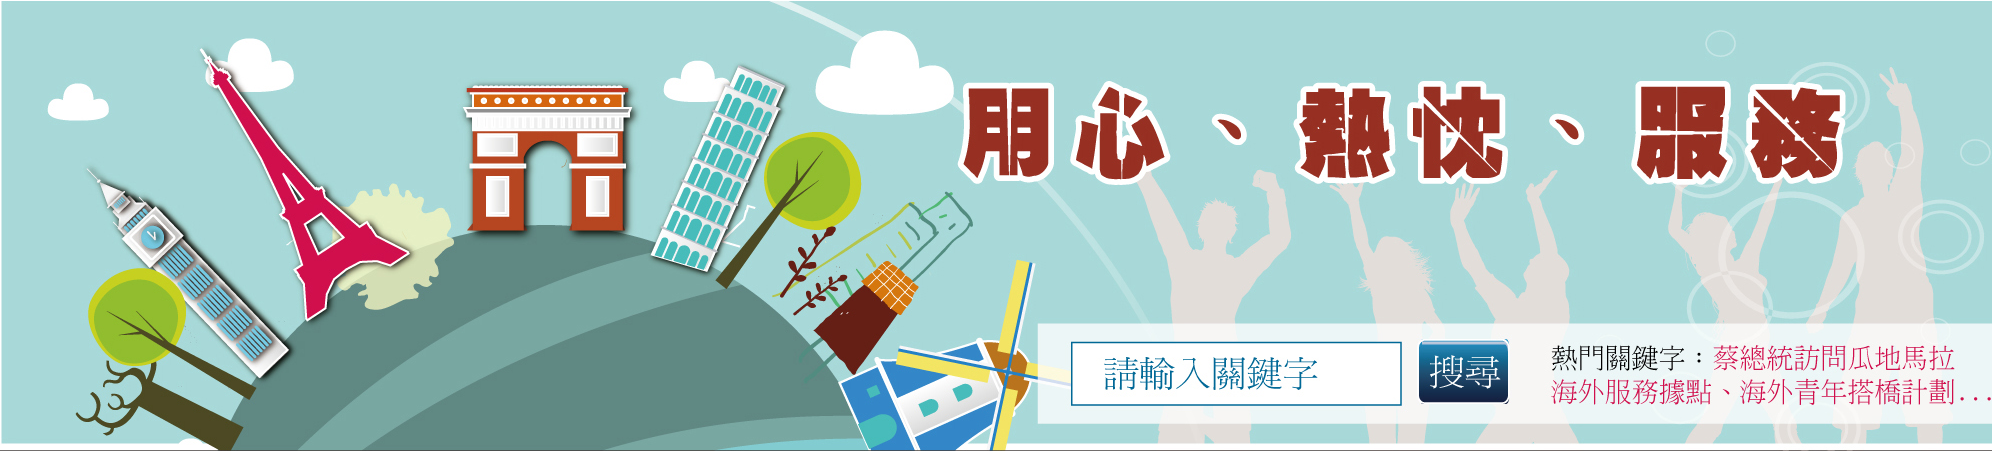 用心、熱忱、服務
請輸入關鍵字
搜尋
熱門關鍵字：蔡總統訪問瓜地馬拉
海外服務據點、海外青年搭橋計劃...